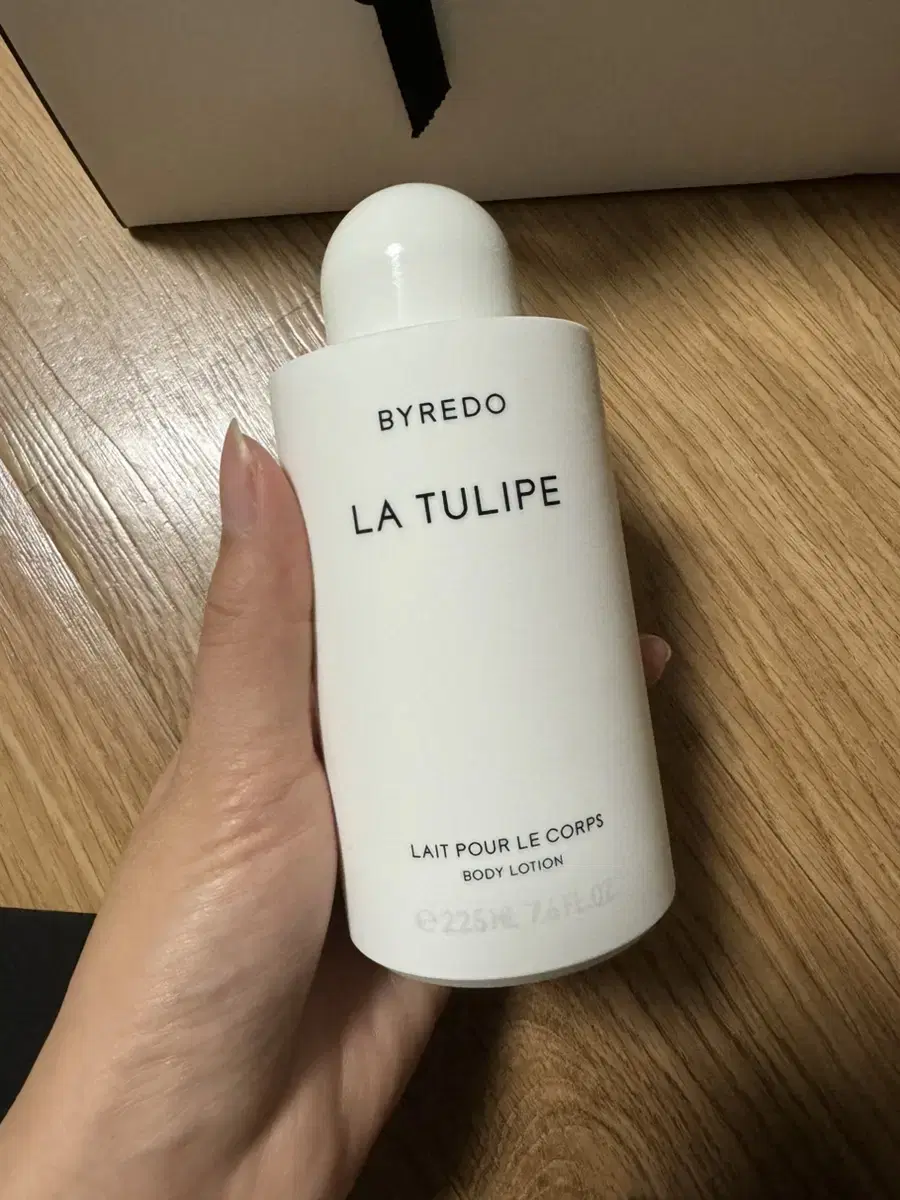 BYREDO
LA TULIPE
LAIT POUR LE CORPS
BODY LOTION
℮ 225 ML 7.6 FL.OZ